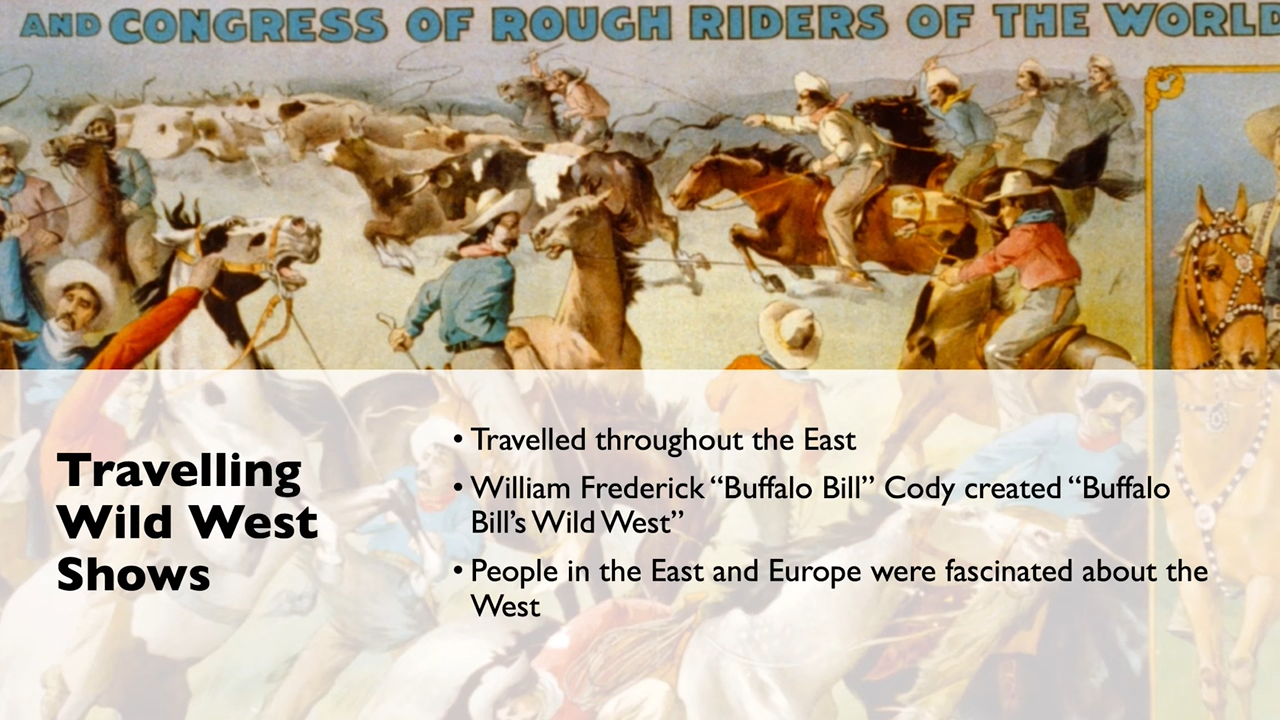 AND CONGRESS OF ROUGH RIDERS OF THE WORLD
Travelling
Wild West
Shows
• Travelled throughout the East
• William Frederick “Buffalo Bill” Cody created “Buffalo
Bill’s Wild West”
• People in the East and Europe were fascinated about the
West